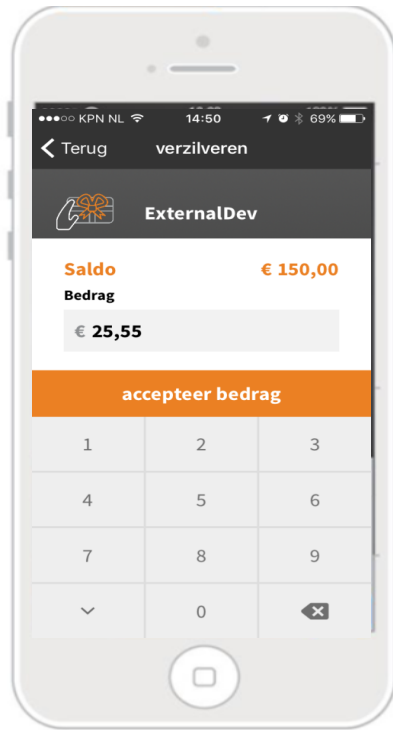 KPN NL 14:50 69%
Terug verzilveren
ExternalDev
Saldo € 150,00
Bedrag
€ 25,55
accepteer bedrag
1 2 3
4 5 6
7 8 9
0